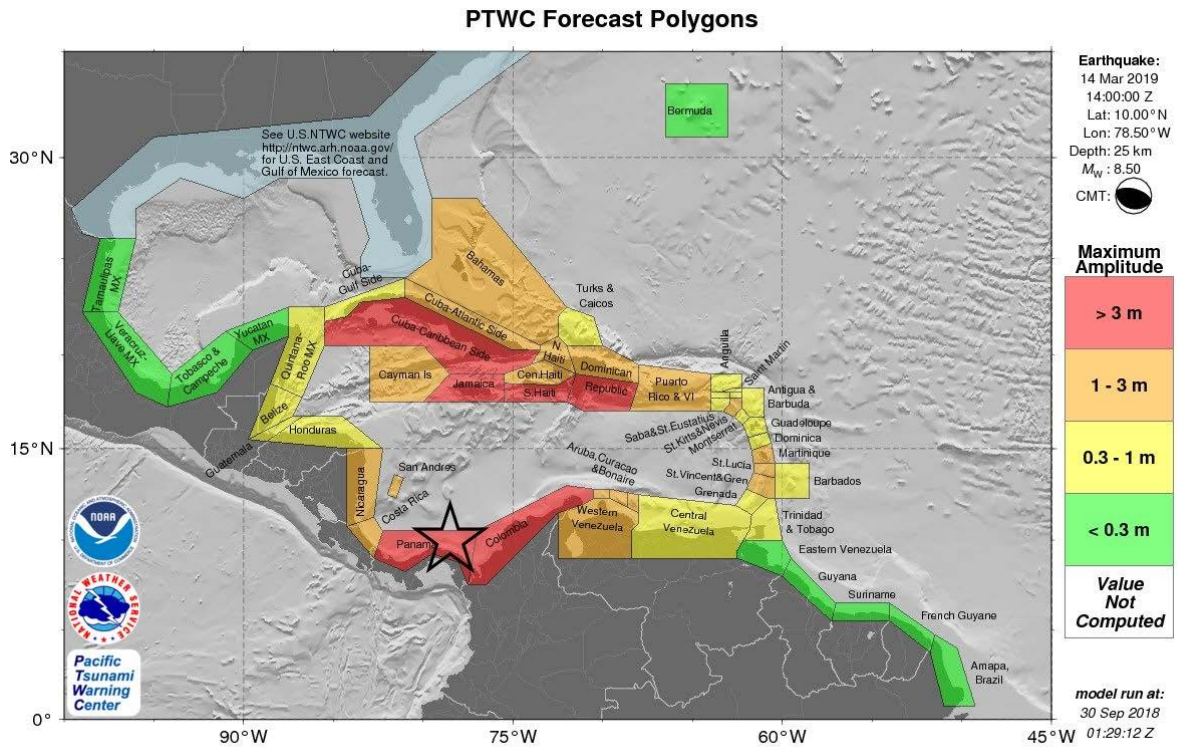 PTWC Forecast Polygons
Earthquake:
14 Mar 2019
14:00:00 Z
Lat: 10.00° N
Lon: 78.50° W
Depth: 25 km
Mw : 8.50
CMT:
Bermuda
See U.S.NTWC website
http://ntwc.arh.noaa.gov/
for U.S. East Coast and
Gulf of Mexico forecast.
30° N
15° N
0°
90°W
75°W
60°W
45°W
Tamaulipas
MX
Veracruz-
Llave MX
Tobasco &
Campeche
Yucatan
MX
Quintana-
Roo MX
Belize
Guatemala
Honduras
Nicaragua
San Andres
Costa Rica
Panama
Colombia
Cuba-
Gulf Side
Bahamas
Turks &
Caicos
Cuba-Atlantic Side
Cuba-Caribbean Side
Cayman Is
Jamaica
N
Haiti
Cen.Haiti
S.Haiti
Dominican
Republic
Puerto
Rico & VI
Anguilla
Saint Martin
Antigua &
Barbuda
Saba&St.Eustatius
St.Kitts&Nevis
Montserrat
Guadeloupe
Dominica
Martinique
St.Lucia
St.Vincent&Gren
Barbados
Grenada
Aruba,Curacao
&Bonaire
Western
Venezuela
Central
Venezuela
Trinidad
& Tobago
Eastern Venezuela
Guyana
Suriname
French Guyane
Amapa,
Brazil
Maximum
Amplitude
> 3 m
1 - 3 m
0.3 - 1 m
< 0.3 m
Value
Not
Computed
model run at:
30 Sep 2018
01:29:12 Z
NOAA
NATIONAL WEATHER SERVICE
Pacific
Tsunami
Warning
Center